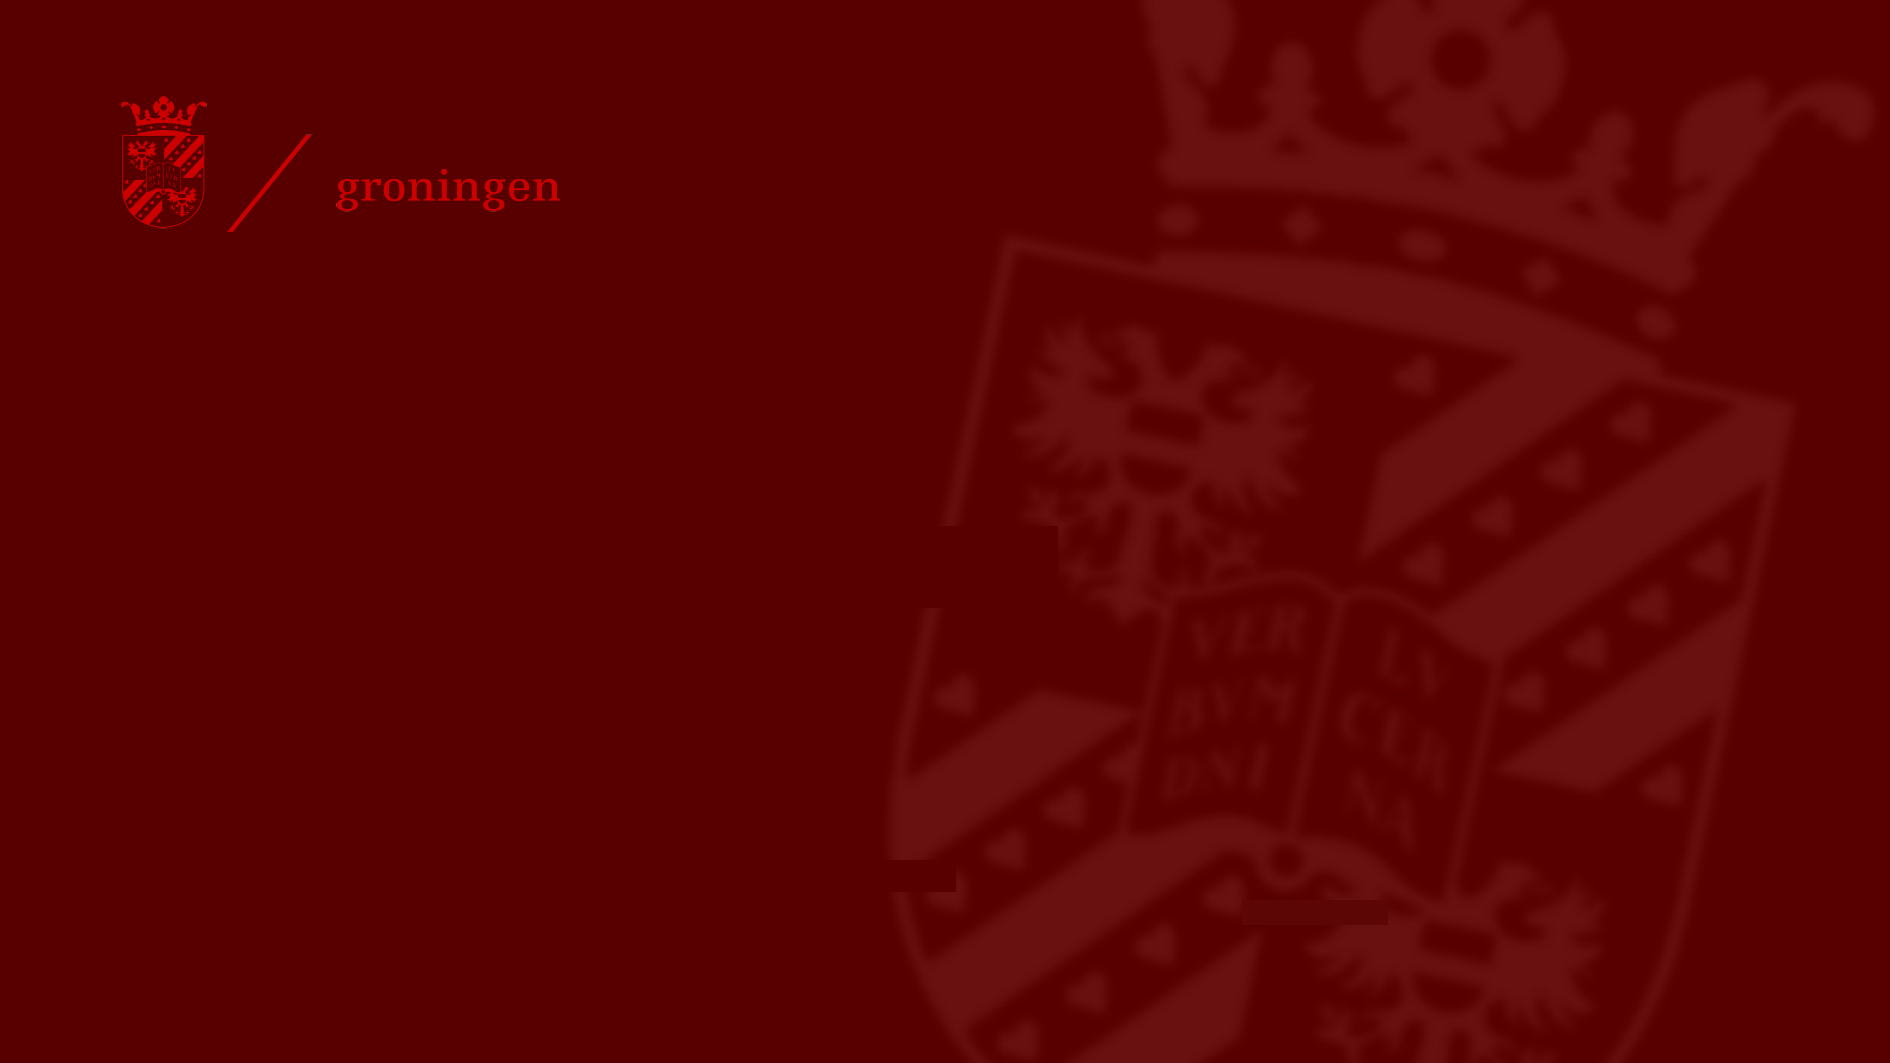 groningen
VER
BVM
DNI
LV
CER
NA